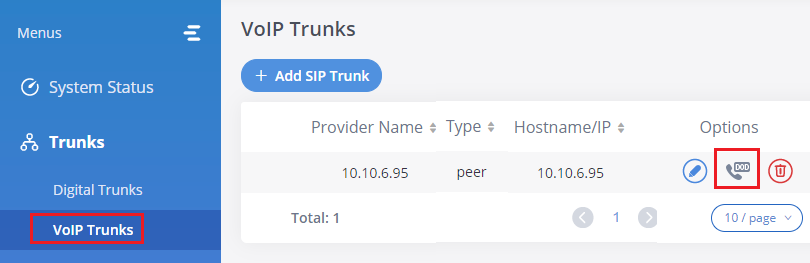 Menus
System Status
Trunks
Digital Trunks
VoIP Trunks
VoIP Trunks
+ Add SIP Trunk
Provider Name Type Hostname/IP Options
10.10.6.95 peer 10.10.6.95 DOD
Total: 1 1 10 / page